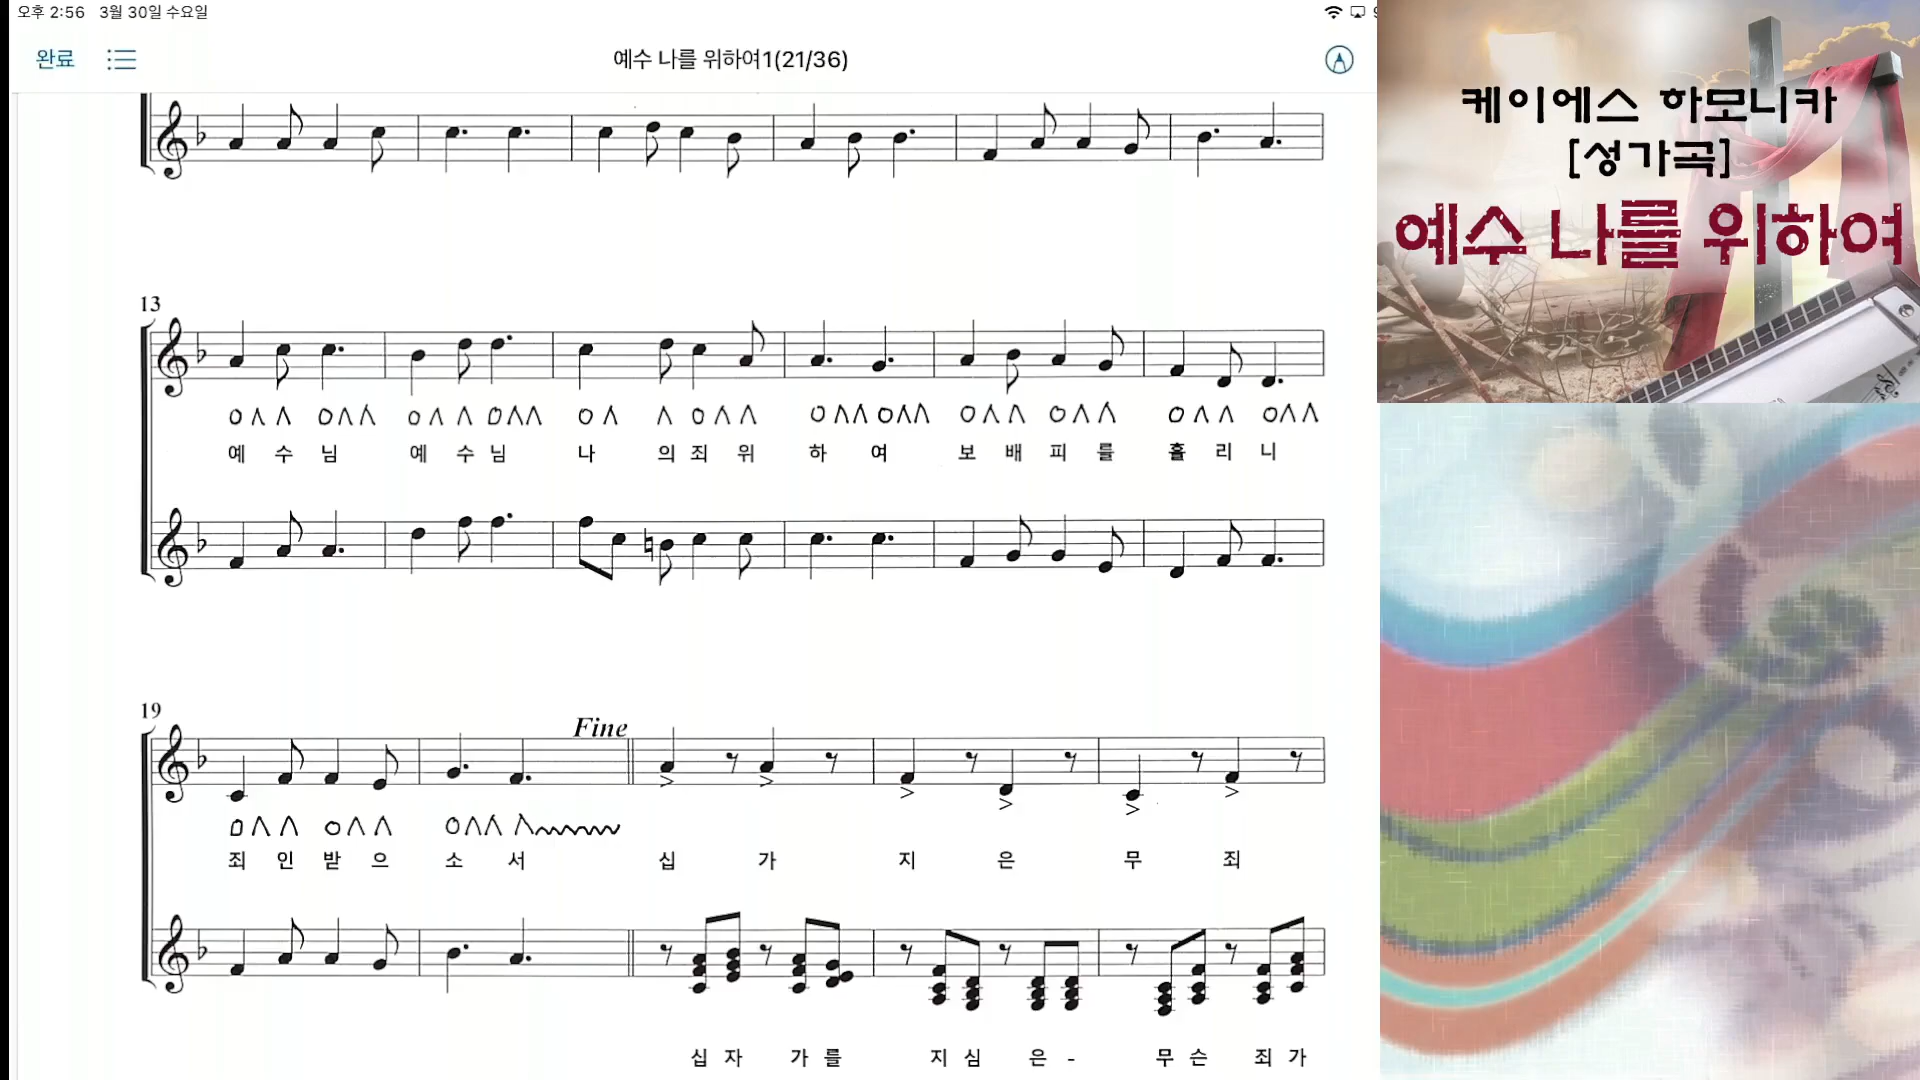 오후 2:56 3월 30일 수요일
완료
예수 나를 위하여1(21/36)
케이에스 하모니카
[성가곡]
예수 나를 위하여
13
예 수 님 예 수 님 나 의 죄 위 하 여 보 배 피 를 흘 리 니
19
Fine
죄 인 받 으 소 서 십 가 지 은 무 죄
십 자 가 를 지 심 은 - 무 슨 죄 가